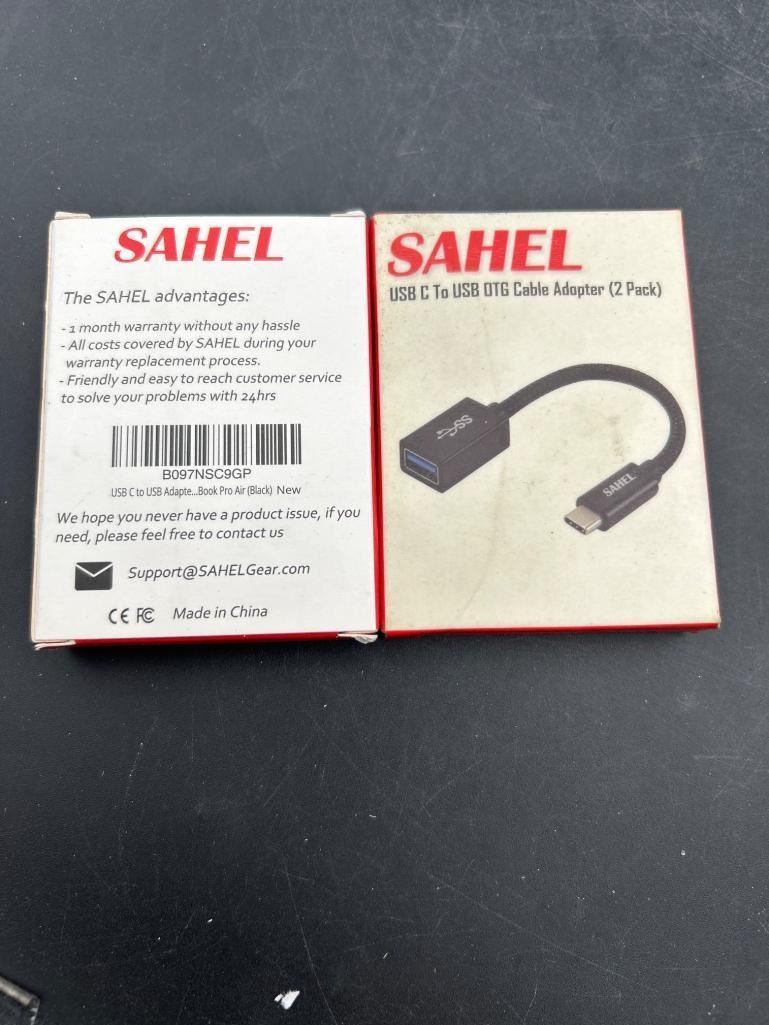 SAHEL
The SAHEL advantages:
- 1 month warranty without any hassle
- All costs covered by SAHEL during your
warranty replacement process.
- Friendly and easy to reach customer service
to solve your problems with 24hrs
B097NSC9GP
USB C to USB Adapte...Book Pro Air (Black) New
We hope you never have a product issue, if you
need, please feel free to contact us
Support@SAHELGear.com
CE FC Made in China
SAHEL
USB C To USB OTG Cable Adapter (2 Pack)
SS
SAHEL